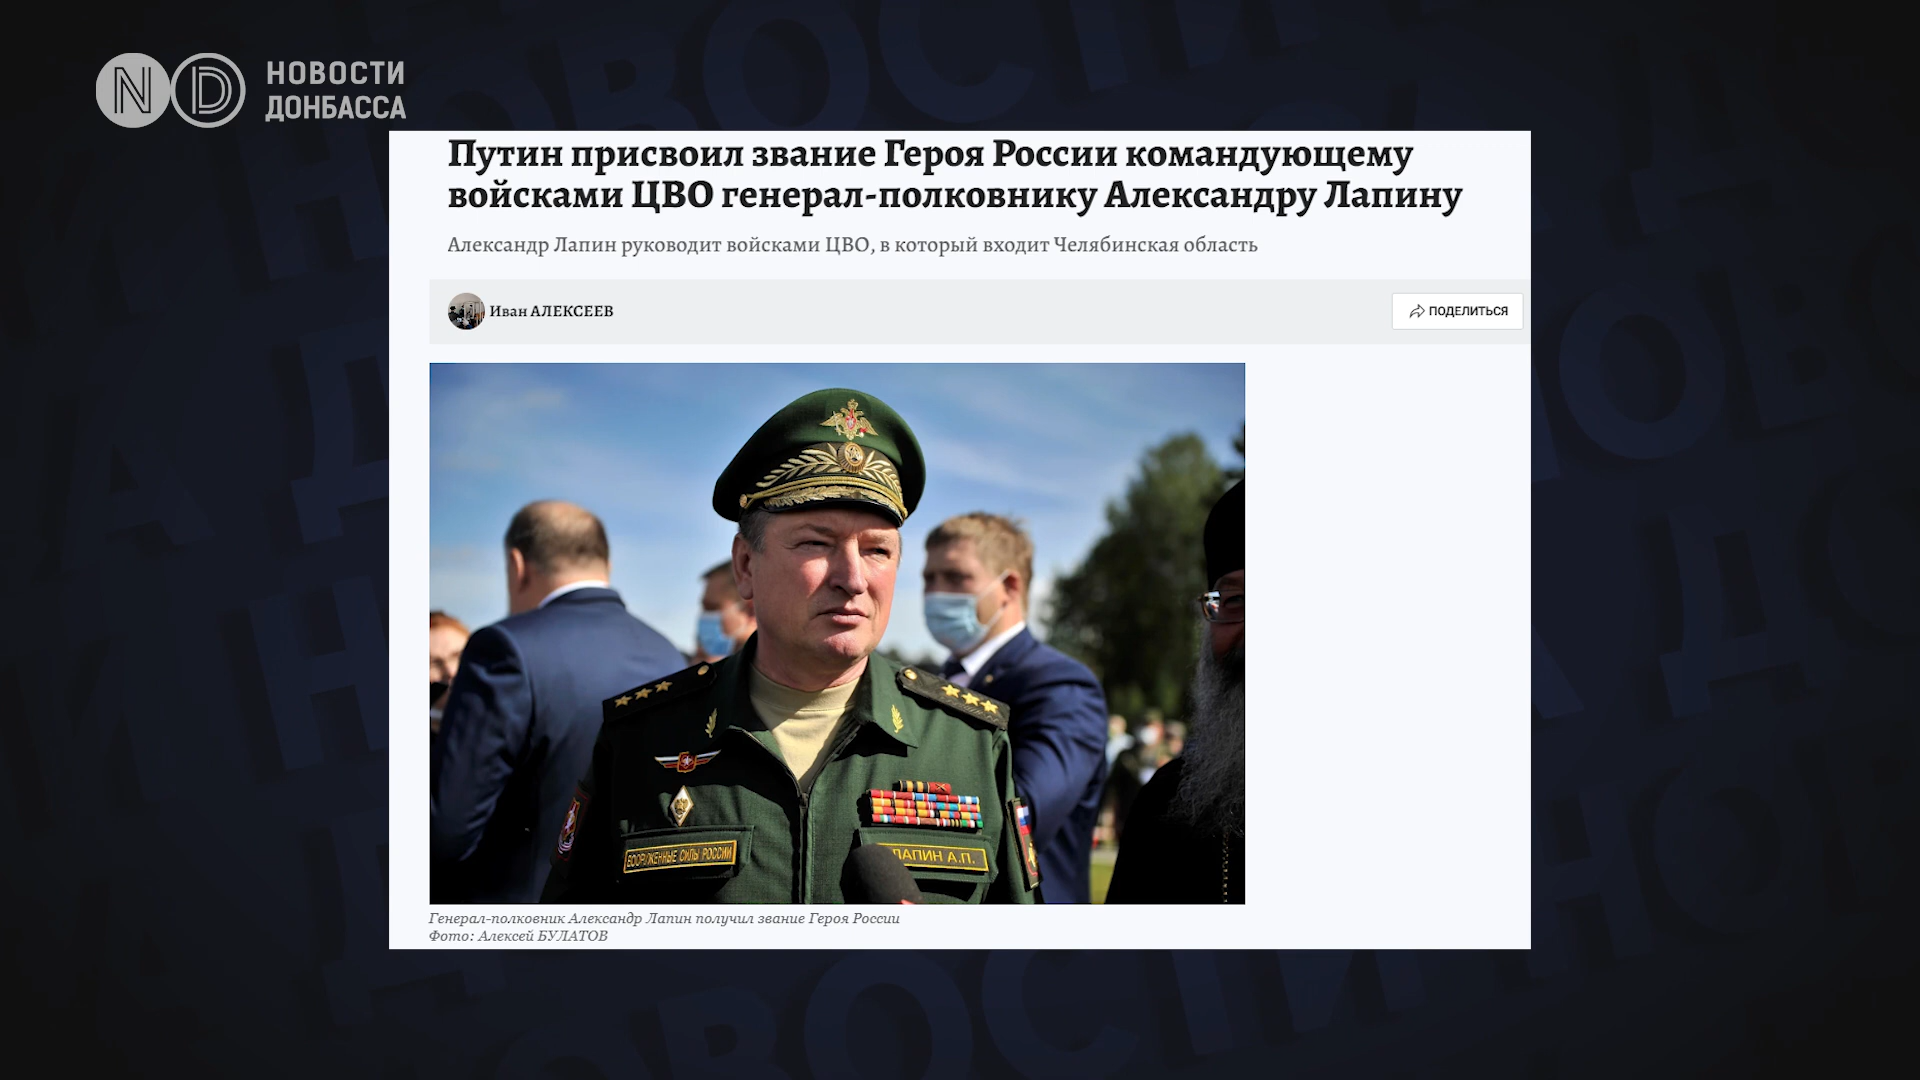 НОВОСТИ
ДОНБАССА
Путин присвоил звание Героя России командующему
войсками ЦВО генерал-полковнику Александру Лапину
Александр Лапин руководит войсками ЦВО, в который входит Челябинская область
Иван АЛЕКСЕЕВ
ПОДЕЛИТЬСЯ
ВООРУЖЕННЫЕ СИЛЫ РОССИИ
ЛАПИН А.П.
Генерал-полковник Александр Лапин получил звание Героя России
Фото: Алексей БУЛАТОВ